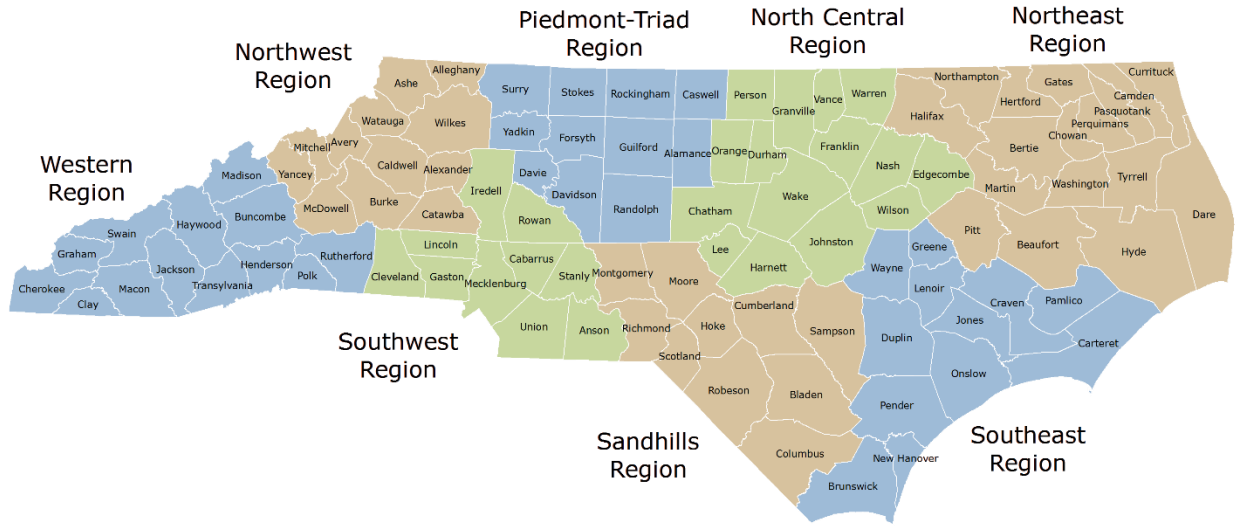 Piedmont-Triad
Region
North Central
Region
Northeast
Region
Northwest
Region
Western
Region
Southwest
Region
Sandhills
Region
Southeast
Region
Ashe
Alleghany
Watauga
Wilkes
Mitchell
Avery
Yancey
Caldwell
Alexander
McDowell
Burke
Catawba
Madison
Buncombe
Haywood
Swain
Graham
Cherokee
Clay
Macon
Jackson
Transylvania
Henderson
Polk
Rutherford
Surry
Stokes
Rockingham
Caswell
Yadkin
Forsyth
Guilford
Alamance
Davie
Davidson
Randolph
Iredell
Rowan
Cleveland
Lincoln
Gaston
Mecklenburg
Cabarrus
Stanly
Union
Anson
Person
Granville
Vance
Warren
Orange
Durham
Franklin
Nash
Edgecombe
Chatham
Wake
Wilson
Lee
Harnett
Johnston
Montgomery
Moore
Richmond
Hoke
Scotland
Cumberland
Sampson
Robeson
Bladen
Columbus
Northampton
Halifax
Hertford
Gates
Currituck
Camden
Pasquotank
Perquimans
Chowan
Bertie
Martin
Washington
Tyrrell
Dare
Pitt
Beaufort
Hyde
Greene
Wayne
Lenoir
Craven
Pamlico
Jones
Carteret
Duplin
Onslow
Pender
New Hanover
Brunswick